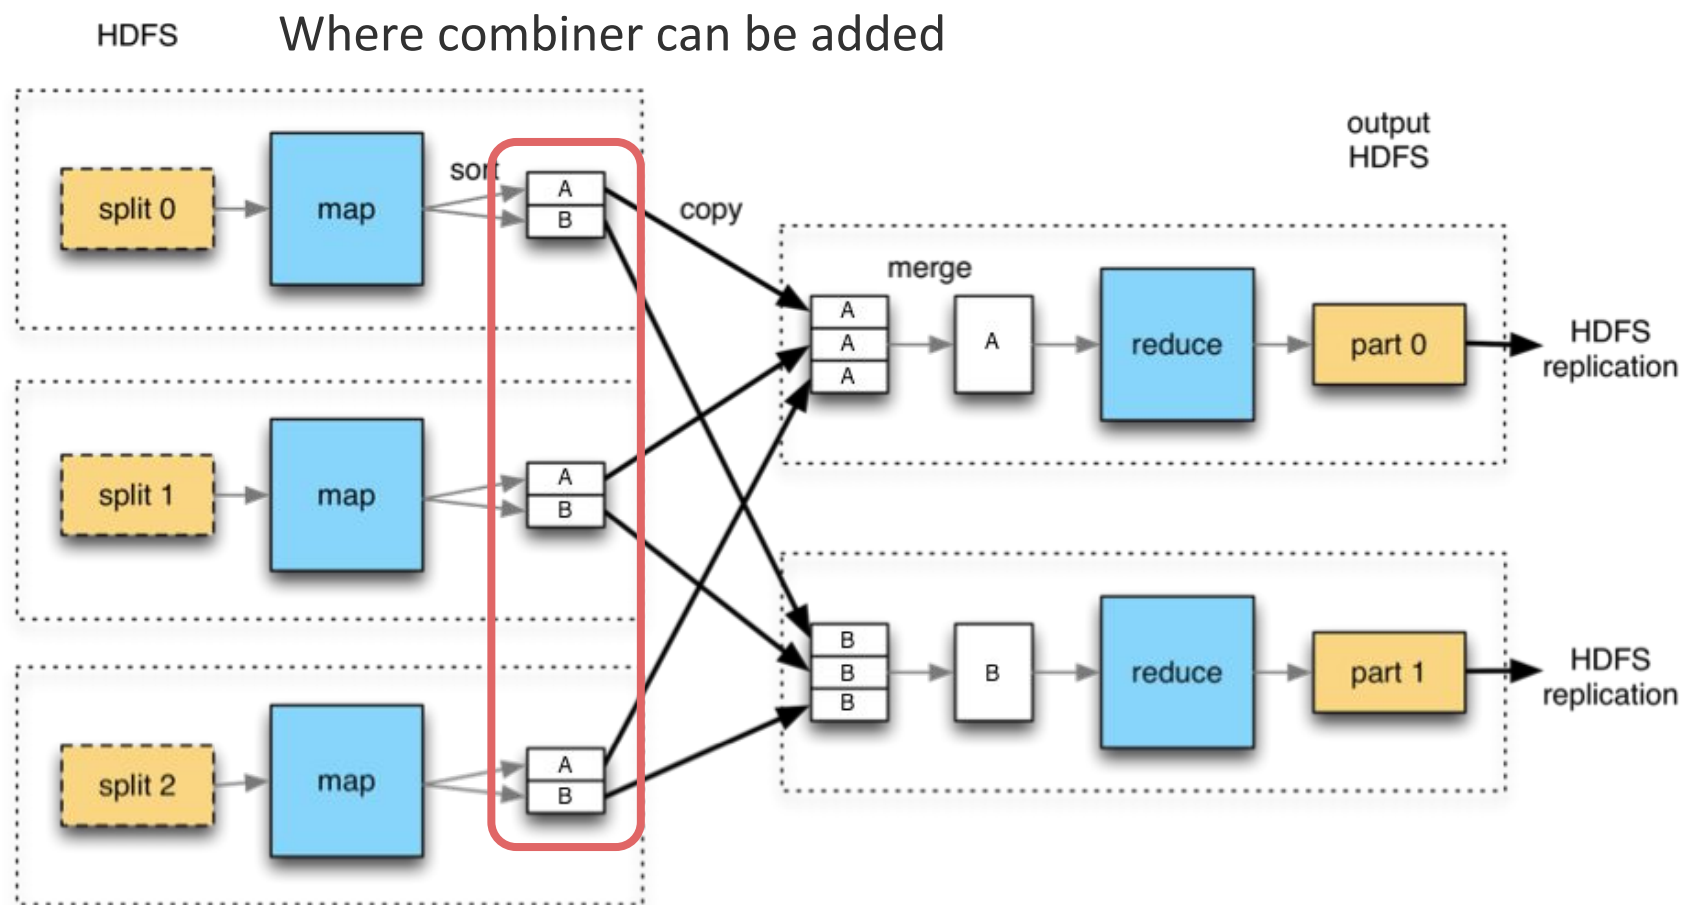 HDFS
Where combiner can be added
output
HDFS
split 0
map
sort
A
B
copy
merge
A
A
A
A
reduce
part 0
HDFS
replication
split 1
map
A
B
B
B
B
B
reduce
part 1
HDFS
replication
split 2
map
A
B